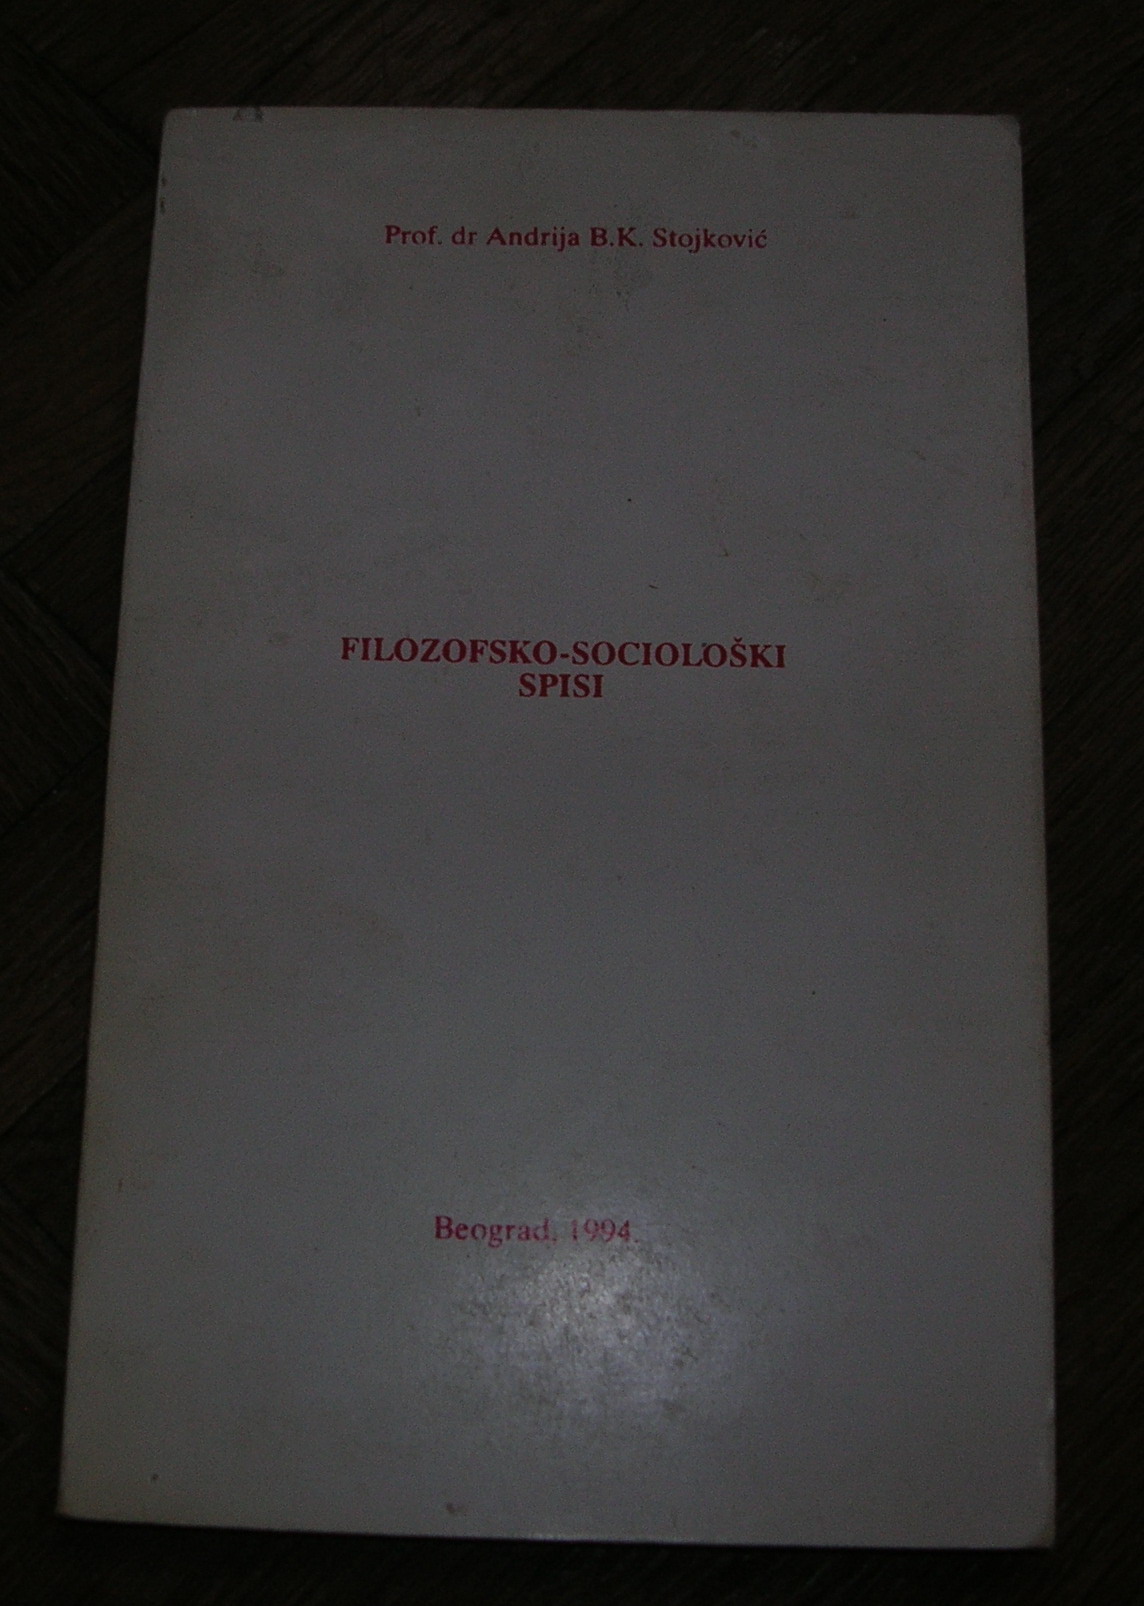 Prof. dr Andrija B.K. Stojković
FILOZOFSKO-SOCIOLOŠKI
SPISI
Beograd, 1994.